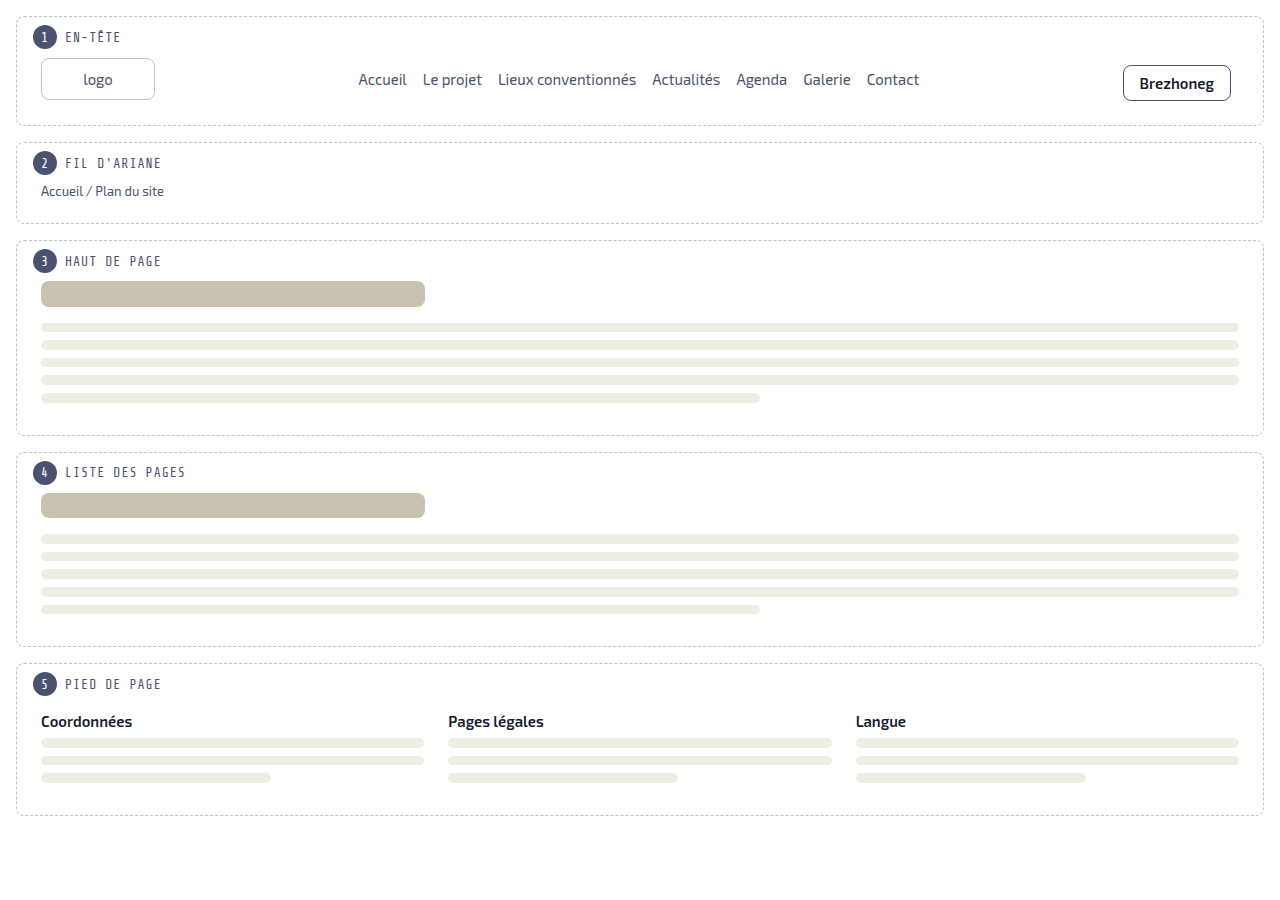 1 EN-TÊTE
logo
Accueil Le projet Lieux conventionnés Actualités Agenda Galerie Contact
Brezhoneg
2 FIL D'ARIANE
Accueil / Plan du site
3 HAUT DE PAGE
4 LISTE DES PAGES
5 PIED DE PAGE
Coordonnées Pages légales Langue